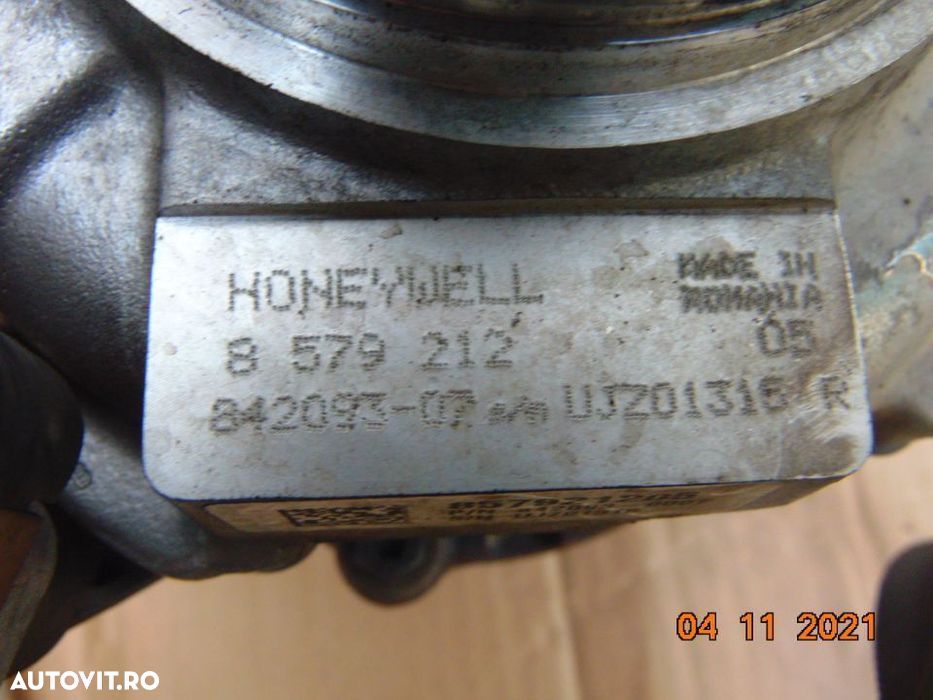 HONEYWELL
MADE IN
ROMANIA
8 579 212
05
842093-07 s/n UJZ01316 R
04 11 2021
AUTOVIT.RO